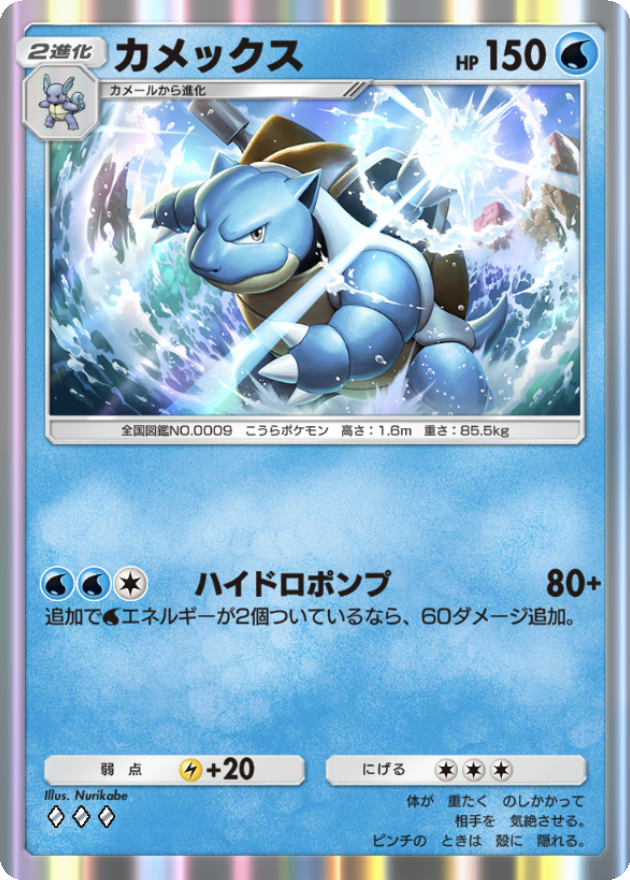 2進化 カメックス HP 150
カメールから進化
全国図鑑NO.0009 こうらポケモン 高さ:1.6m 重さ:85.5kg
ハイドロポンプ 80+
追加でエネルギーが2個ついているなら、60ダメージ追加。
弱点 +20 にげる
Illus. Nurikabe
体が 重たく のしかかって
相手を 気絶させる。
ピンチの ときは 殻に 隠れる。